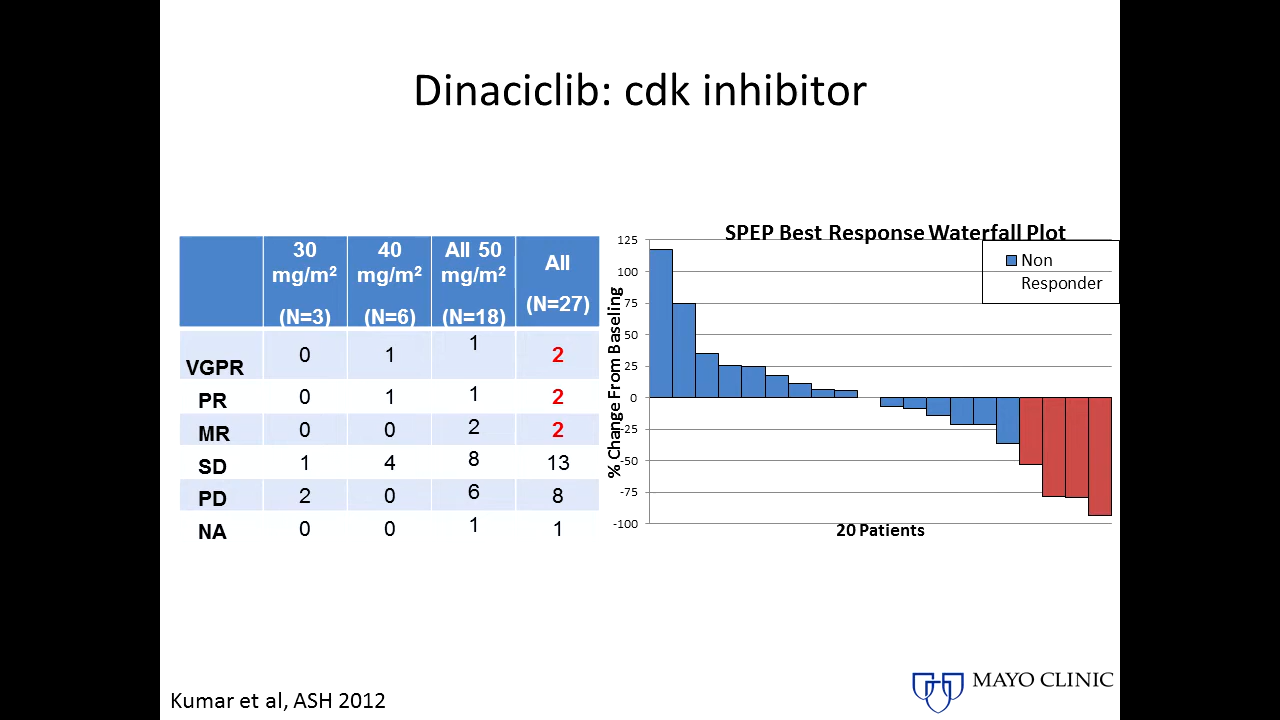 Dinaciclib: cdk inhibitor
30 mg/m² (N=3) 40 mg/m² (N=6) All 50 mg/m² (N=18) All (N=27)
VGPR 0 1 1 2
PR 0 1 1 2
MR 0 0 2 2
SD 1 4 8 13
PD 2 0 6 8
NA 0 0 1 1
SPEP Best Response Waterfall Plot
Non
Responder
% Change From Baseling
125
100
75
50
25
0
-25
-50
-75
-100
20 Patients
Kumar et al, ASH 2012
MAYO CLINIC